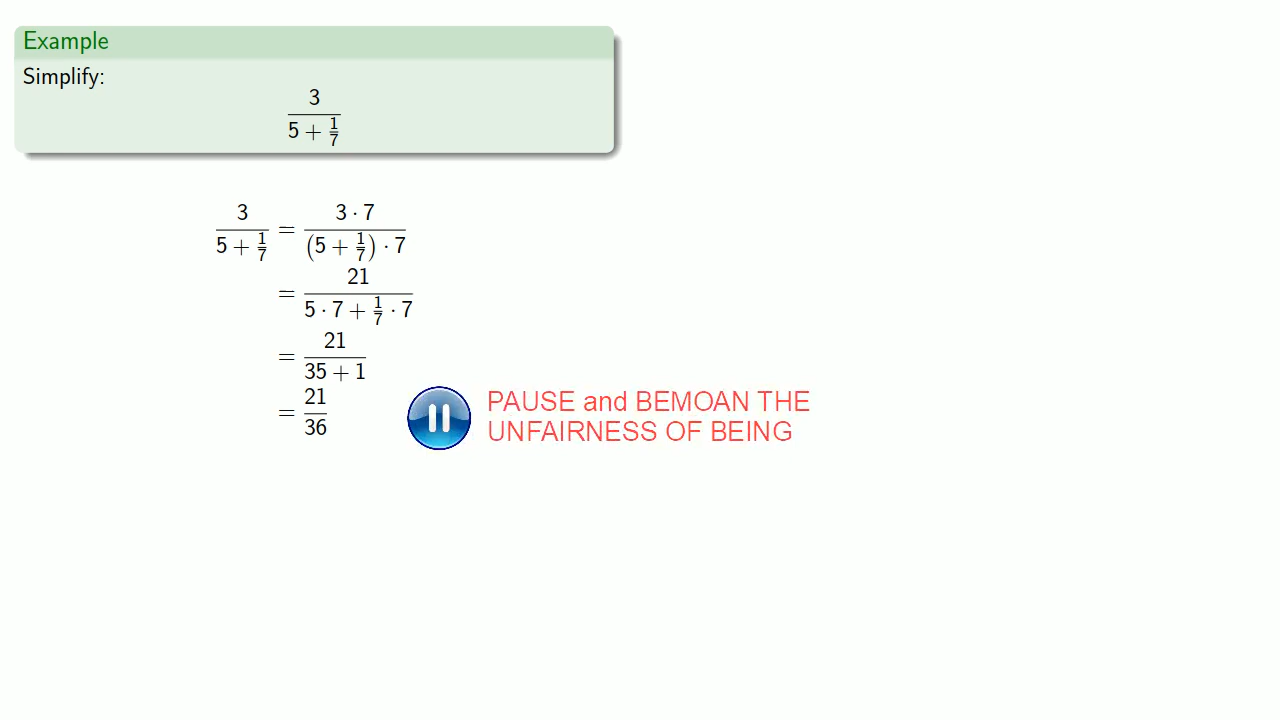 Example
Simplify:
3
5 + 1/7
3 / (5 + 1/7) = 3 · 7 / ((5 + 1/7) · 7)
= 21 / (5 · 7 + 1/7 · 7)
= 21 / (35 + 1)
= 21 / 36
PAUSE and BEMOAN THE
UNFAIRNESS OF BEING